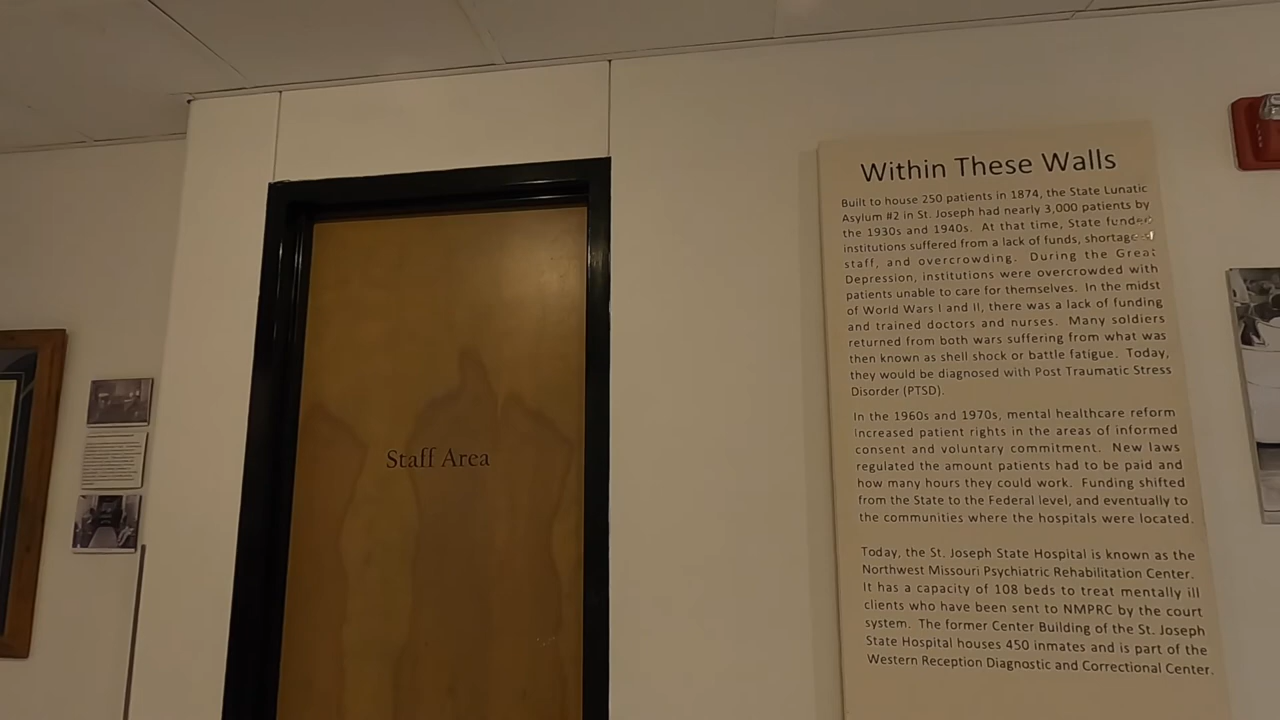 Staff Area
Within These Walls
Built to house 250 patients in 1874, the State Lunatic
Asylum #2 in St. Joseph had nearly 3,000 patients by
the 1930s and 1940s. At that time, State funded
institutions suffered from a lack of funds, shortage of
staff, and overcrowding. During the Great
Depression, institutions were overcrowded with
patients unable to care for themselves. In the midst
of World Wars I and II, there was a lack of funding
and trained doctors and nurses. Many soldiers
returned from both wars suffering from what was
then known as shell shock or battle fatigue. Today,
they would be diagnosed with Post Traumatic Stress
Disorder (PTSD).
In the 1960s and 1970s, mental healthcare reform
increased patient rights in the areas of informed
consent and voluntary commitment. New laws
regulated the amount patients had to be paid and
how many hours they could work. Funding shifted
from the State to the Federal level, and eventually to
the communities where the hospitals were located.
Today, the St. Joseph State Hospital is known as the
Northwest Missouri Psychiatric Rehabilitation Center.
It has a capacity of 108 beds to treat mentally ill
clients who have been sent to NMPRC by the court
system. The former Center Building of the St. Joseph
State Hospital houses 450 inmates and is part of the
Western Reception Diagnostic and Correctional Center.